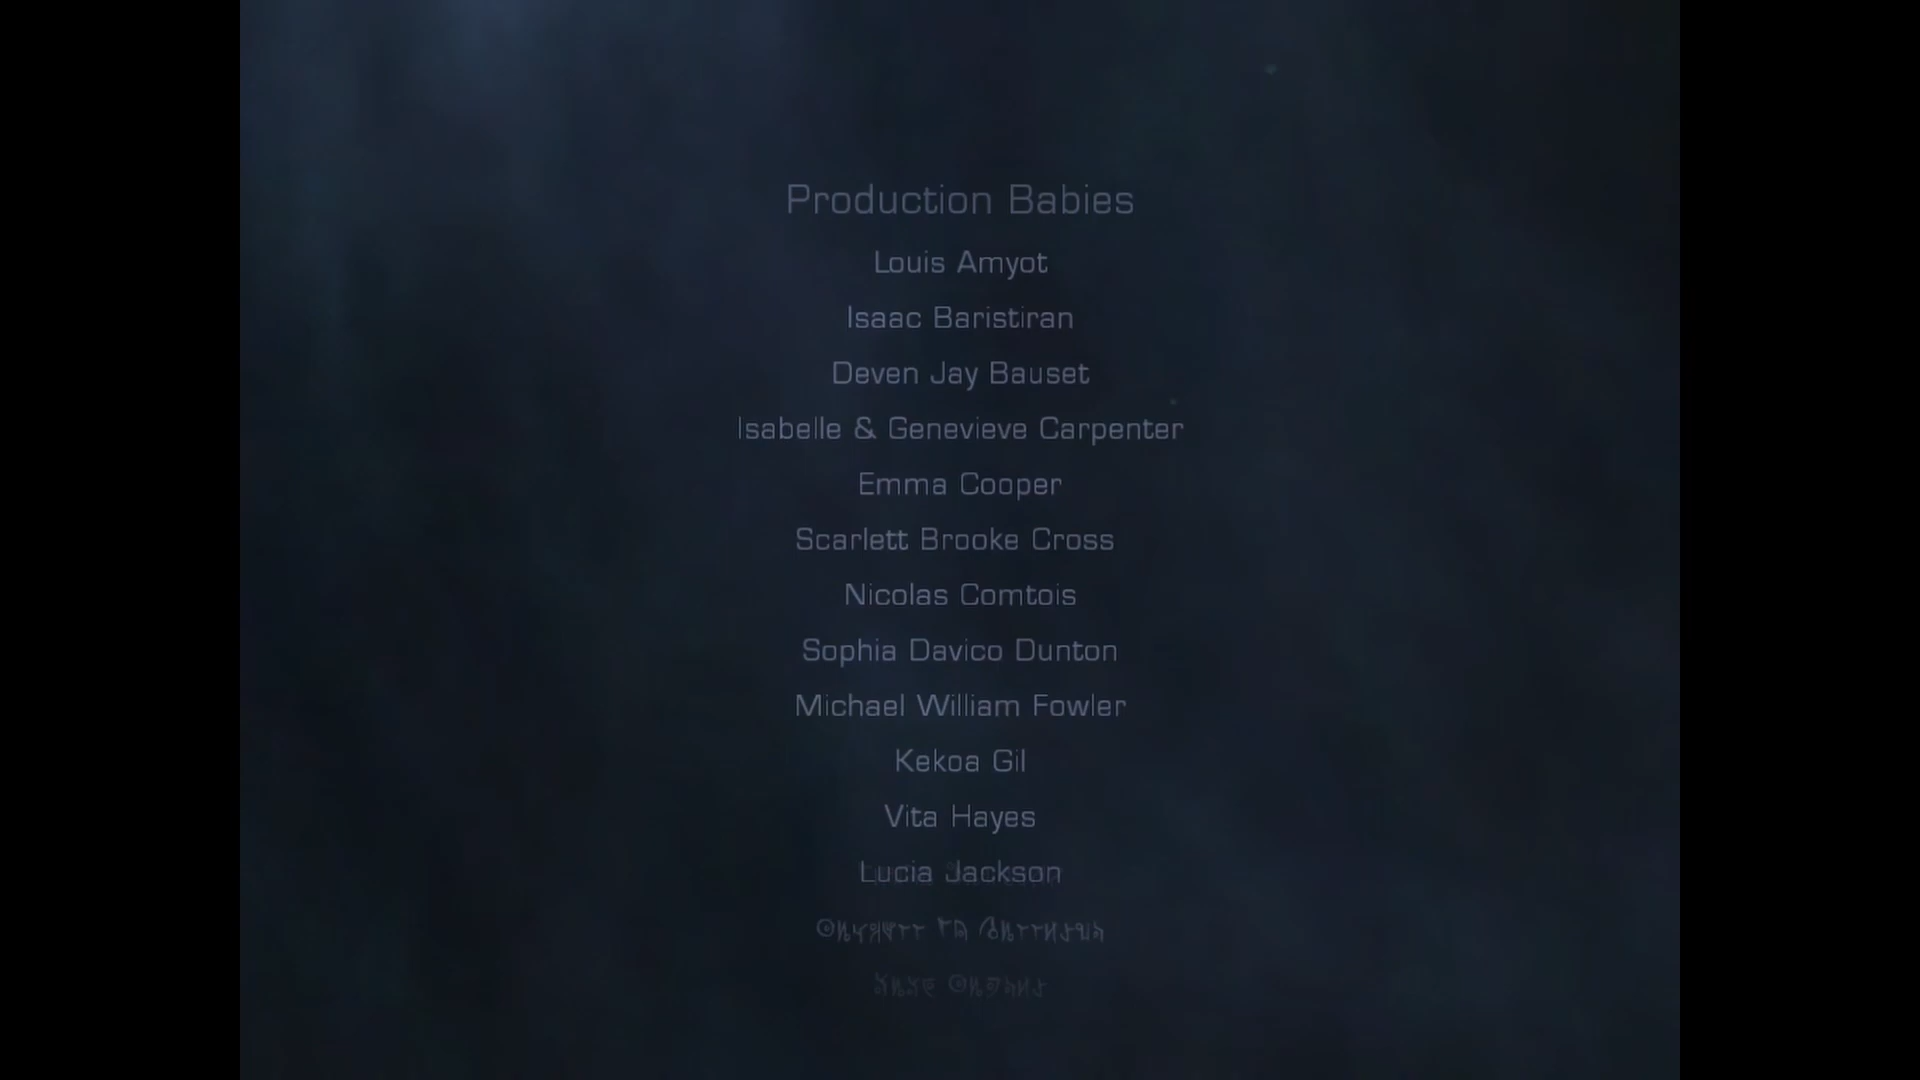 Production Babies
Louis Amyot
Isaac Baristiran
Deven Jay Bauset
Isabelle & Genevieve Carpenter
Emma Cooper
Scarlett Brooke Cross
Nicolas Comtois
Sophia Davico Dunton
Michael William Fowler
Kekoa Gil
Vita Hayes
Lucia Jackson